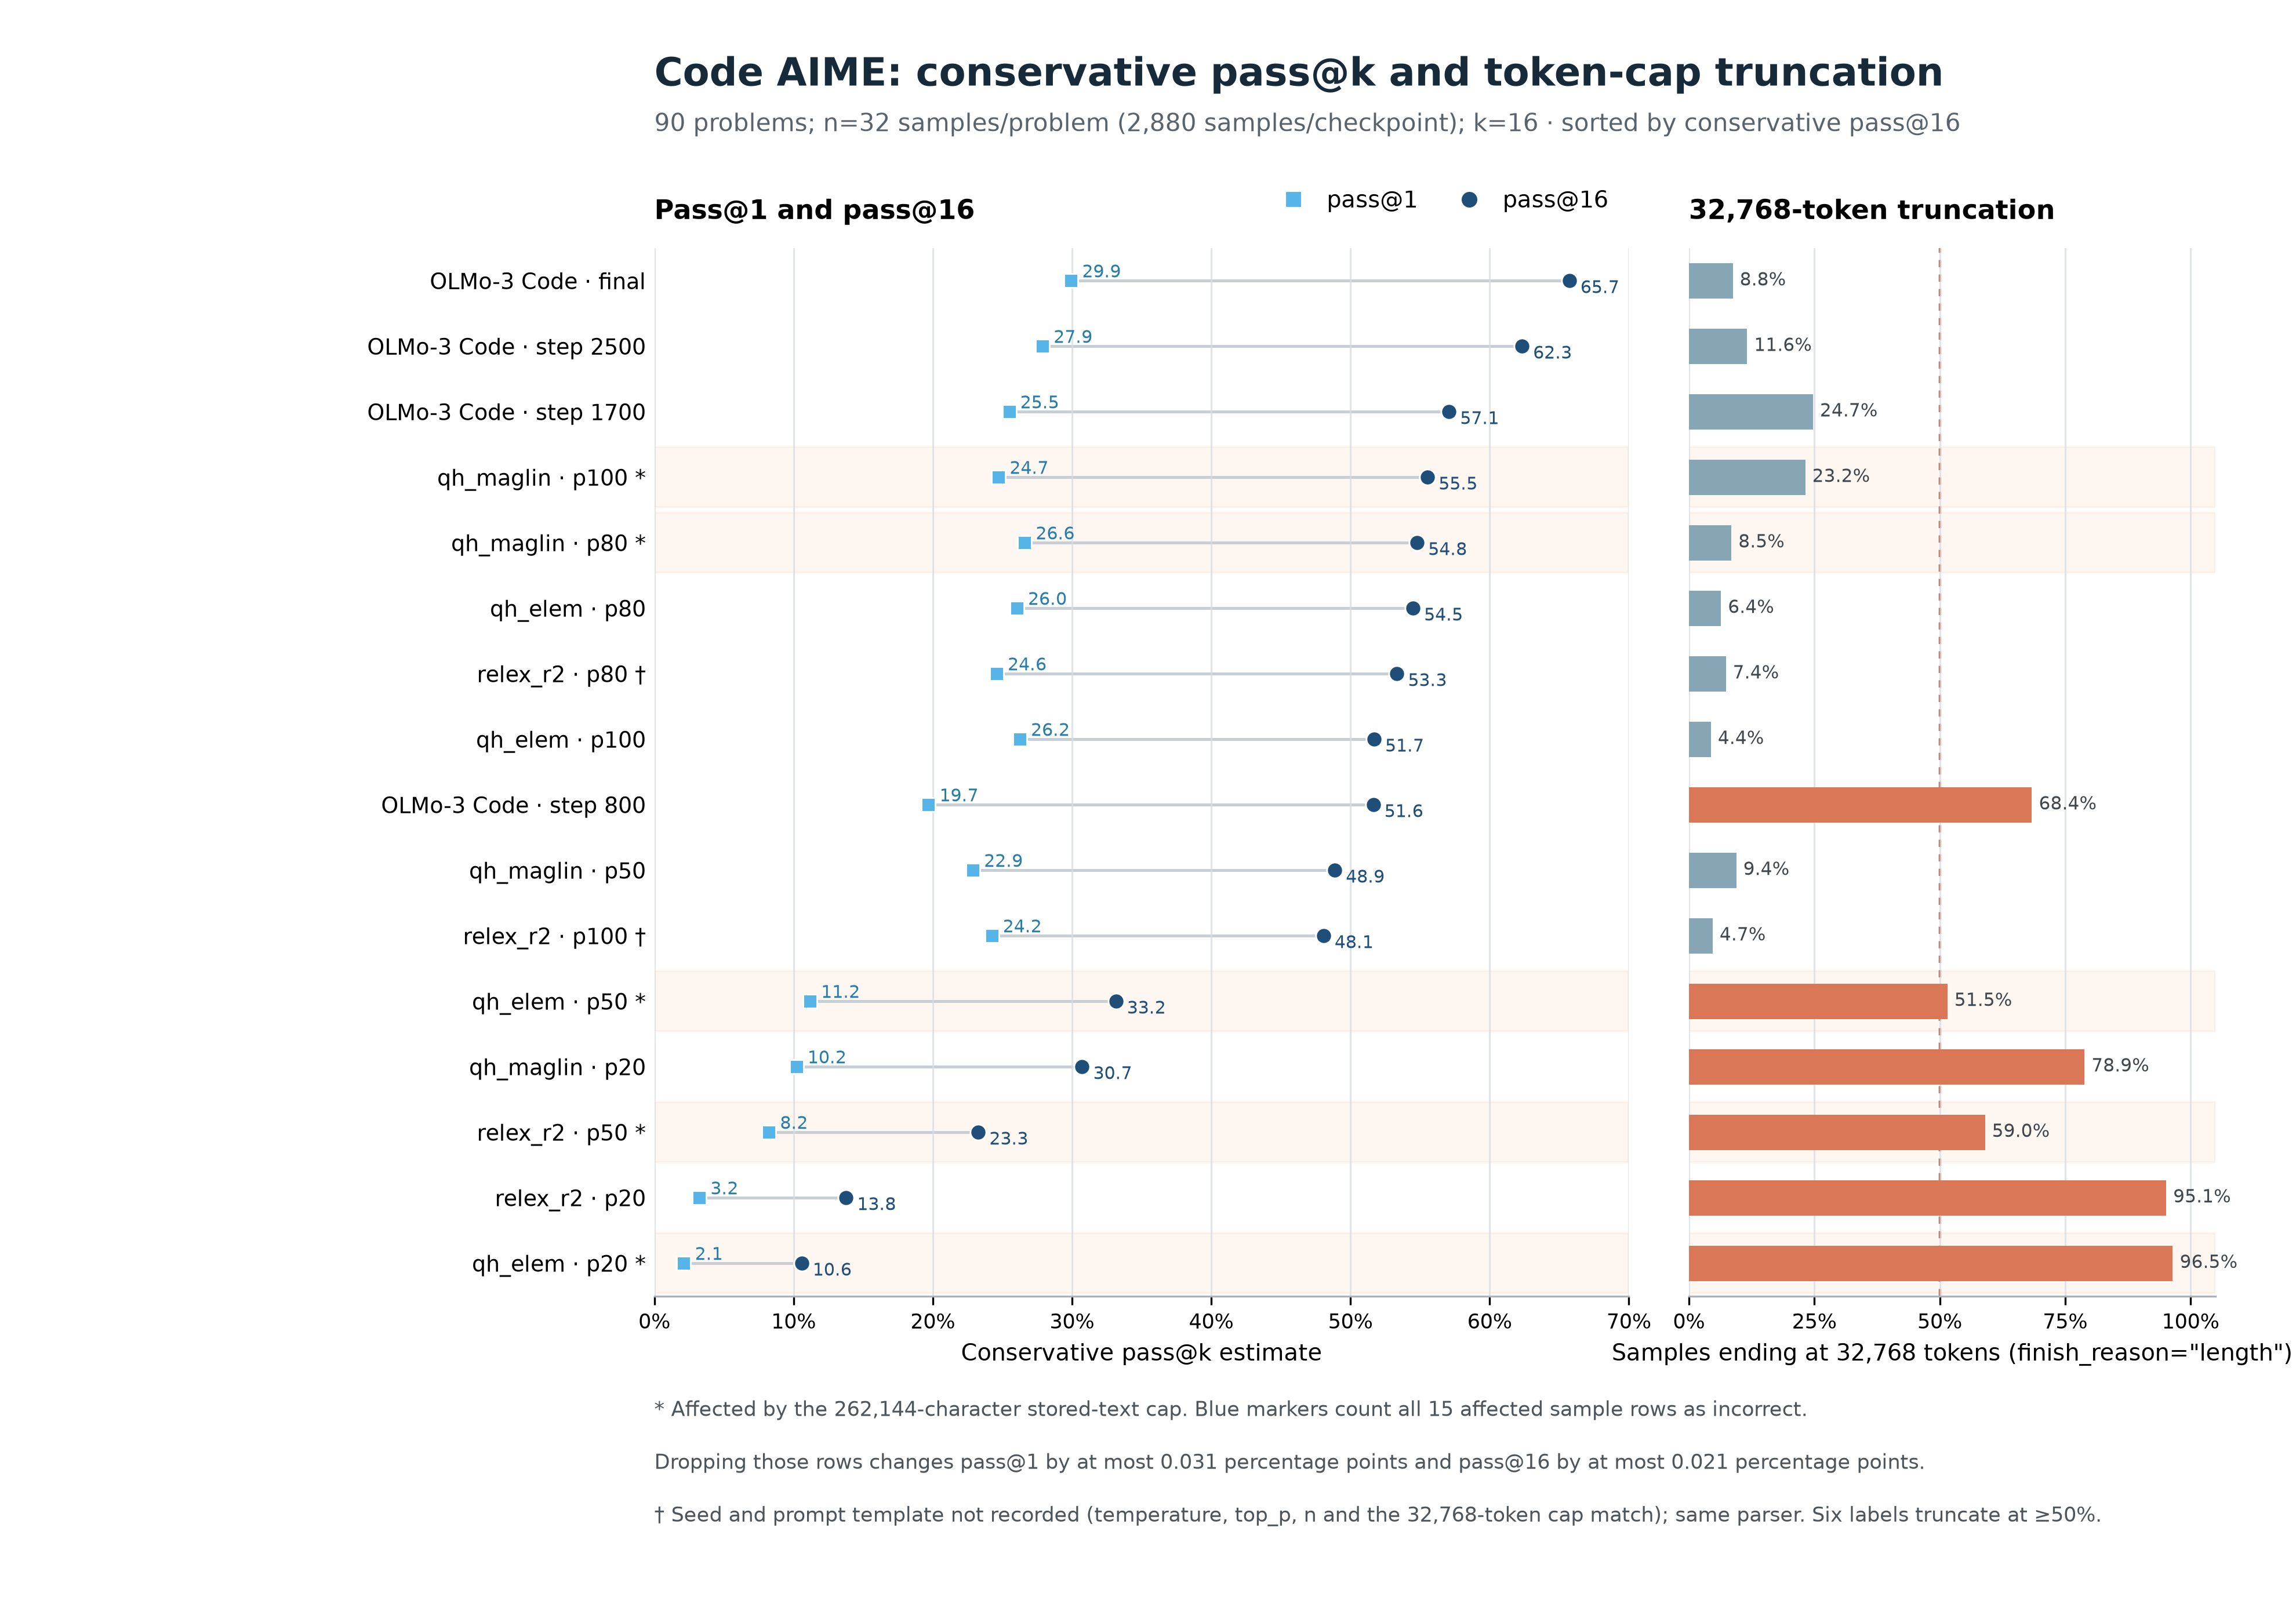 Code AIME: conservative pass@k and token-cap truncation
90 problems; n=32 samples/problem (2,880 samples/checkpoint); k=16 · sorted by conservative pass@16
Pass@1 and pass@16
pass@1
pass@16
32,768-token truncation
OLMo-3 Code · final
29.9
65.7
8.8%
OLMo-3 Code · step 2500
27.9
62.3
11.6%
OLMo-3 Code · step 1700
25.5
57.1
24.7%
qh_maglin · p100 *
24.7
55.5
23.2%
qh_maglin · p80 *
26.6
54.8
8.5%
qh_elem · p80
26.0
54.5
6.4%
relex_r2 · p80 †
24.6
53.3
7.4%
qh_elem · p100
26.2
51.7
4.4%
OLMo-3 Code · step 800
19.7
51.6
68.4%
qh_maglin · p50
22.9
48.9
9.4%
relex_r2 · p100 †
24.2
48.1
4.7%
qh_elem · p50 *
11.2
33.2
51.5%
qh_maglin · p20
10.2
30.7
78.9%
relex_r2 · p50 *
8.2
23.3
59.0%
relex_r2 · p20
3.2
13.8
95.1%
qh_elem · p20 *
2.1
10.6
96.5%
0% 10% 20% 30% 40% 50% 60% 70%
0% 25% 50% 75% 100%
Conservative pass@k estimate
Samples ending at 32,768 tokens (finish_reason="length")
* Affected by the 262,144-character stored-text cap. Blue markers count all 15 affected sample rows as incorrect.
Dropping those rows changes pass@1 by at most 0.031 percentage points and pass@16 by at most 0.021 percentage points.
† Seed and prompt template not recorded (temperature, top_p, n and the 32,768-token cap match); same parser. Six labels truncate at ≥50%.